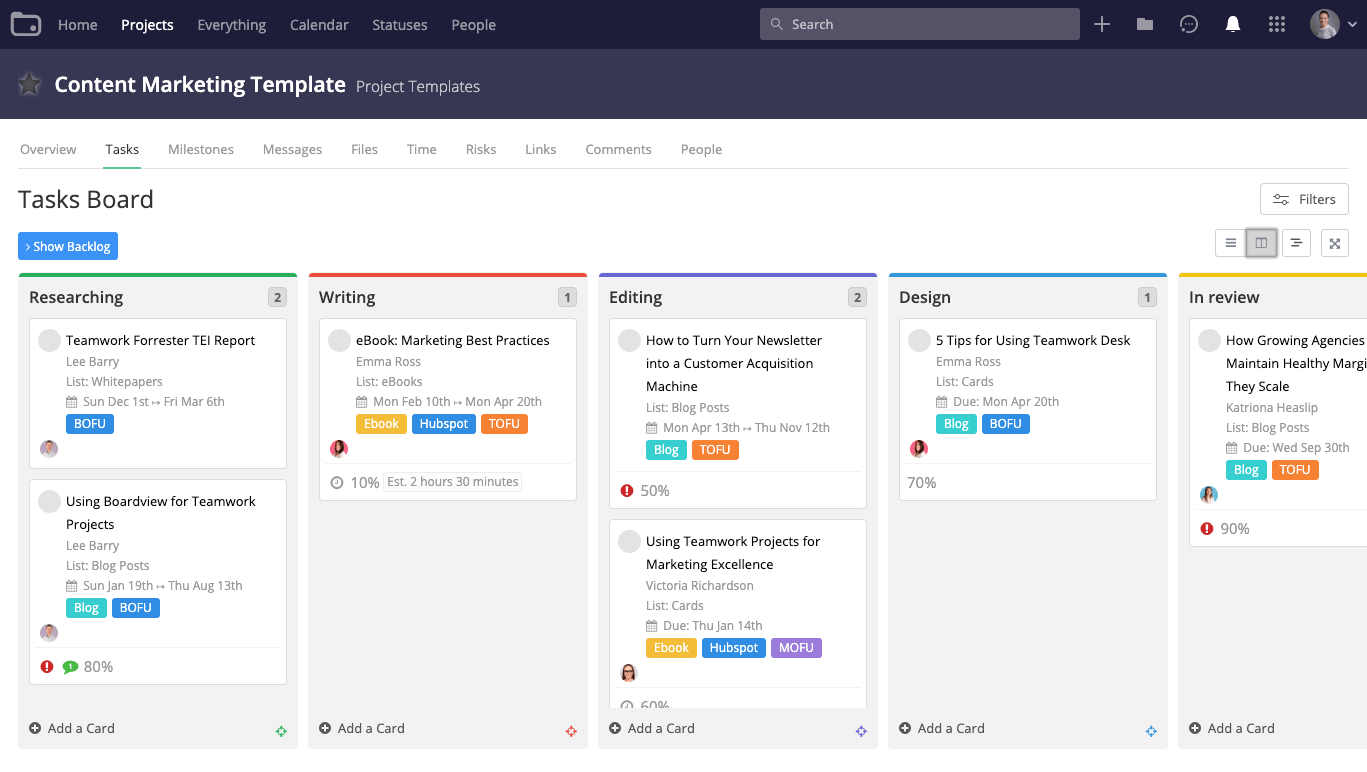 Home Projects Everything Calendar Statuses People Search
Content Marketing Template Project Templates
Overview Tasks Milestones Messages Files Time Risks Links Comments People
Tasks Board
Filters
Show Backlog
Researching 2
Teamwork Forrester TEI Report
Lee Barry
List: Whitepapers
Sun Dec 1st ↦ Fri Mar 6th
BOFU
Using Boardview for Teamwork
Projects
Lee Barry
List: Blog Posts
Sun Jan 19th ↦ Thu Aug 13th
Blog BOFU
1 80%
Add a Card
Writing 1
eBook: Marketing Best Practices
Emma Ross
List: eBooks
Mon Feb 10th ↦ Mon Apr 20th
Ebook Hubspot TOFU
10% Est. 2 hours 30 minutes
Add a Card
Editing 2
How to Turn Your Newsletter
into a Customer Acquisition
Machine
List: Blog Posts
Mon Apr 13th ↦ Thu Nov 12th
Blog TOFU
50%
Using Teamwork Projects for
Marketing Excellence
Victoria Richardson
List: Cards
Due: Thu Jan 14th
Ebook Hubspot MOFU
60%
Add a Card
Design 1
5 Tips for Using Teamwork Desk
Emma Ross
List: Cards
Due: Mon Apr 20th
Blog BOFU
70%
Add a Card
In review
How Growing Agencies
Maintain Healthy Margi
They Scale
Katriona Heaslip
List: Blog Posts
Due: Wed Sep 30th
Blog TOFU
90%
Add a Card